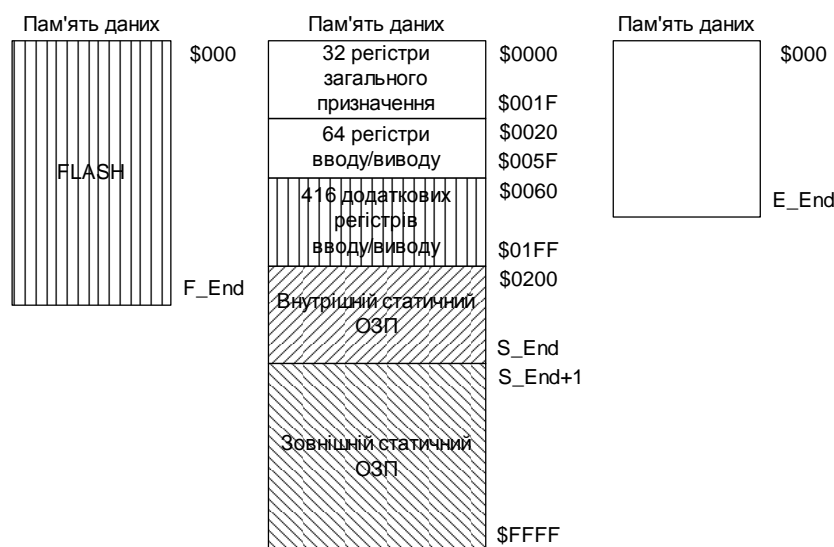 Пам'ять даних
$000
FLASH
F_End
Пам'ять даних
32 регістри
загального
призначення
$0000
$001F
64 регістри
вводу/виводу
$0020
$005F
416 додаткових
регістрів
вводу/виводу
$0060
$01FF
Внутрішній статичний
ОЗП
$0200
S_End
S_End+1
Зовнішній статичний
ОЗП
$FFFF
Пам'ять даних
$000
E_End